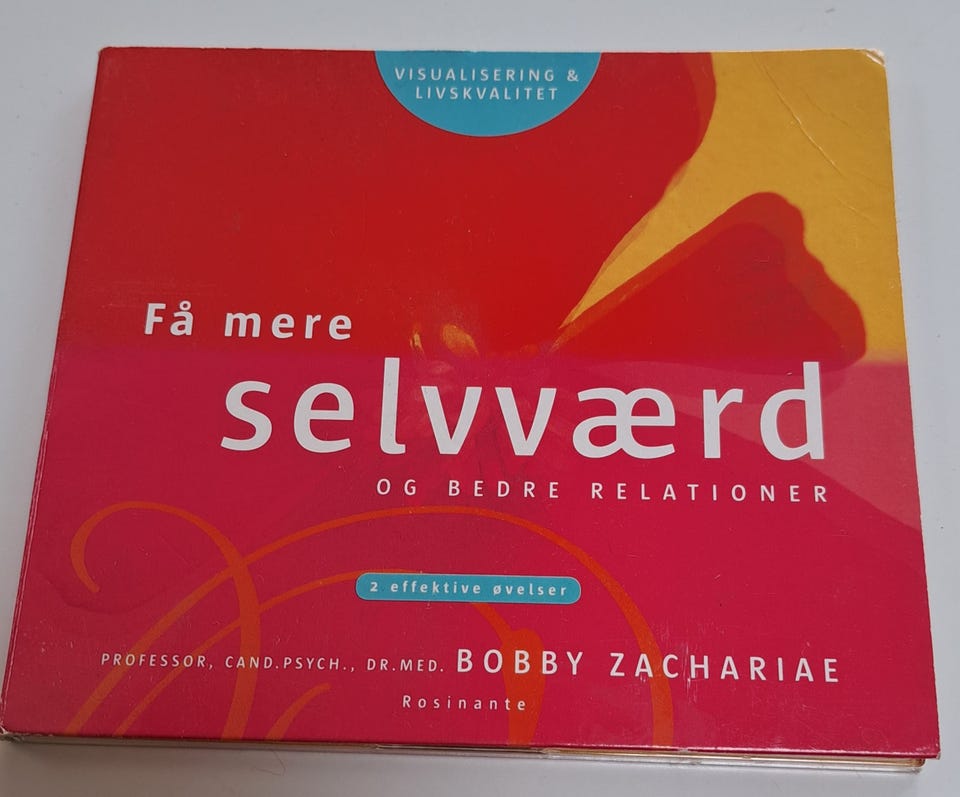 VISUALISERING &
LIVSKVALITET
Få mere
selvværd
OG BEDRE RELATIONER
2 effektive øvelser
PROFESSOR, CAND.PSYCH., DR.MED. BOBBY ZACHARIAE
Rosinante